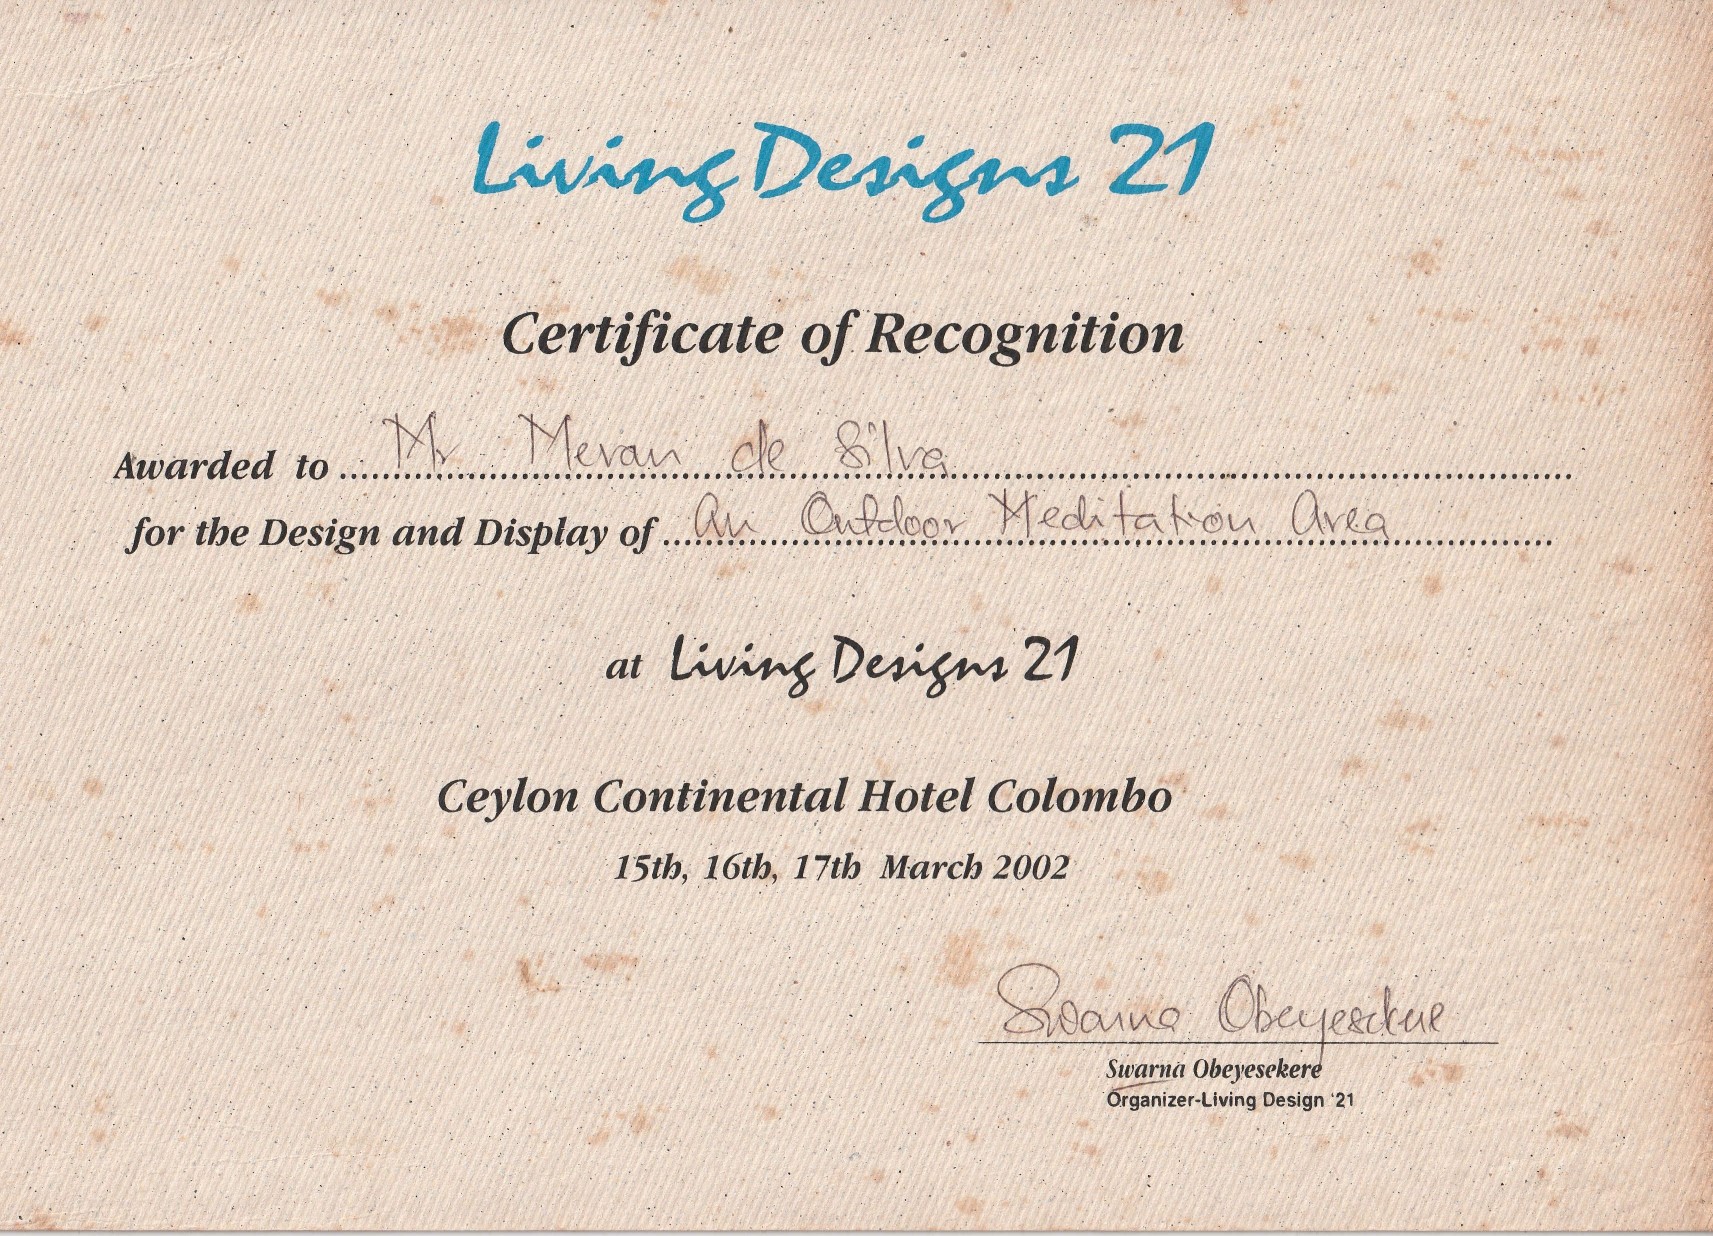 Living Designs 21
Certificate of Recognition
Awarded to Mr Mevan de Silva
for the Design and Display of An Outdoor Meditation Area
at Living Designs 21
Ceylon Continental Hotel Colombo
15th, 16th, 17th March 2002
Swarna Obeyesekere
Swarna Obeyesekere
Organizer-Living Design '21